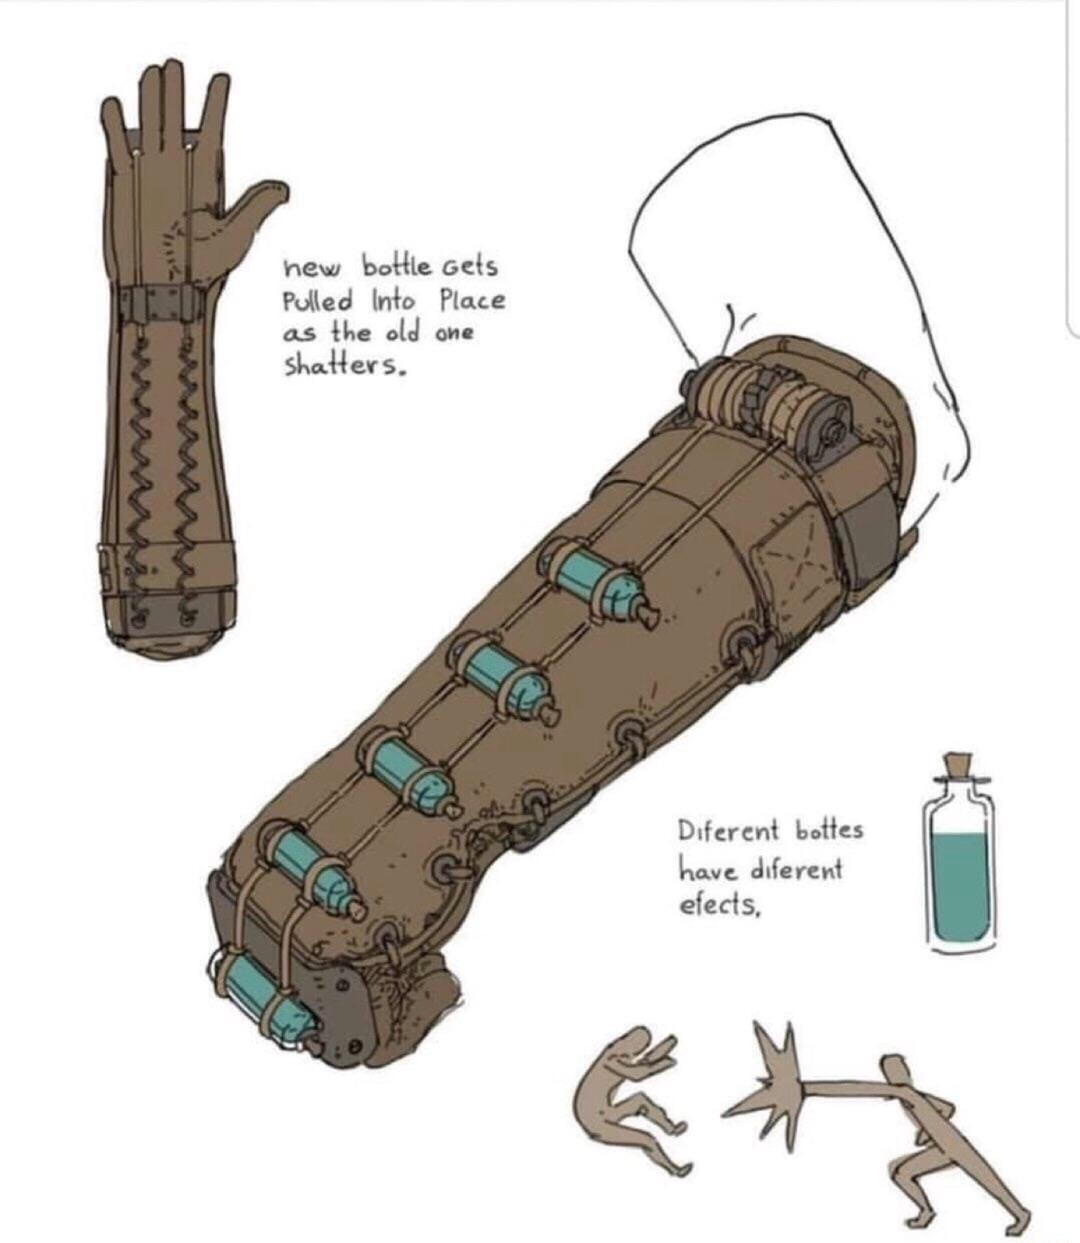 new bottle Gets
Pulled Into Place
as the old one
Shatters.
Diferent bottes
have diferent
efects,